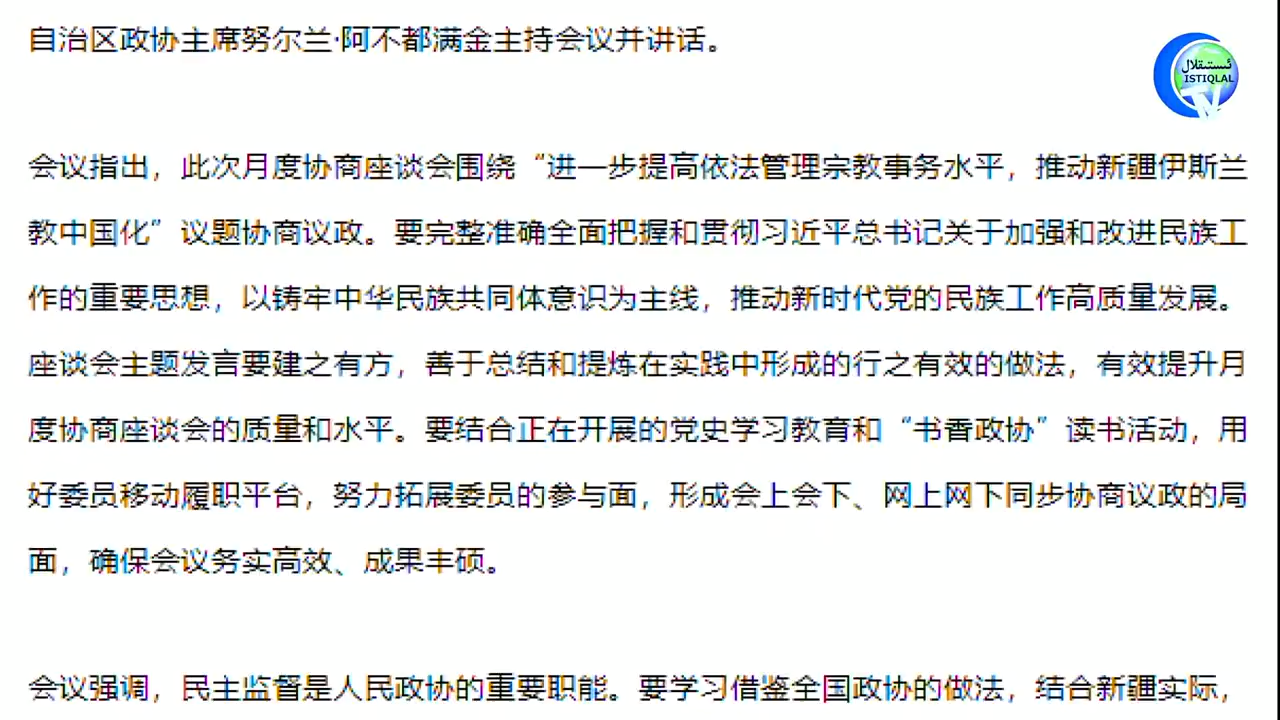 自治区政协主席努尔兰·阿不都满金主持会议并讲话。
ئىستىقلال
ISTIQLAL
TV
会议指出，此次月度协商座谈会围绕“进一步提高依法管理宗教事务水平，推动新疆伊斯兰
教中国化”议题协商议政。要完整准确全面把握和贯彻习近平总书记关于加强和改进民族工
作的重要思想，以铸牢中华民族共同体意识为主线，推动新时代党的民族工作高质量发展。
座谈会主题发言要建之有方，善于总结和提炼在实践中形成的行之有效的做法，有效提升月
度协商座谈会的质量和水平。要结合正在开展的党史学习教育和“书香政协”读书活动，用
好委员移动履职平台，努力拓展委员的参与面，形成会上会下、网上网下同步协商议政的局
面，确保会议务实高效、成果丰硕。
会议强调，民主监督是人民政协的重要职能。要学习借鉴全国政协的做法，结合新疆实际，